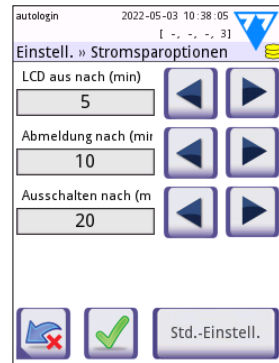 autologin 2022-05-03 10:38:05
[ -, -, -, 3]
Einstell. » Stromsparoptionen
LCD aus nach (min)
5
Abmeldung nach (min
10
Ausschalten nach (m
20
Std.-Einstell.